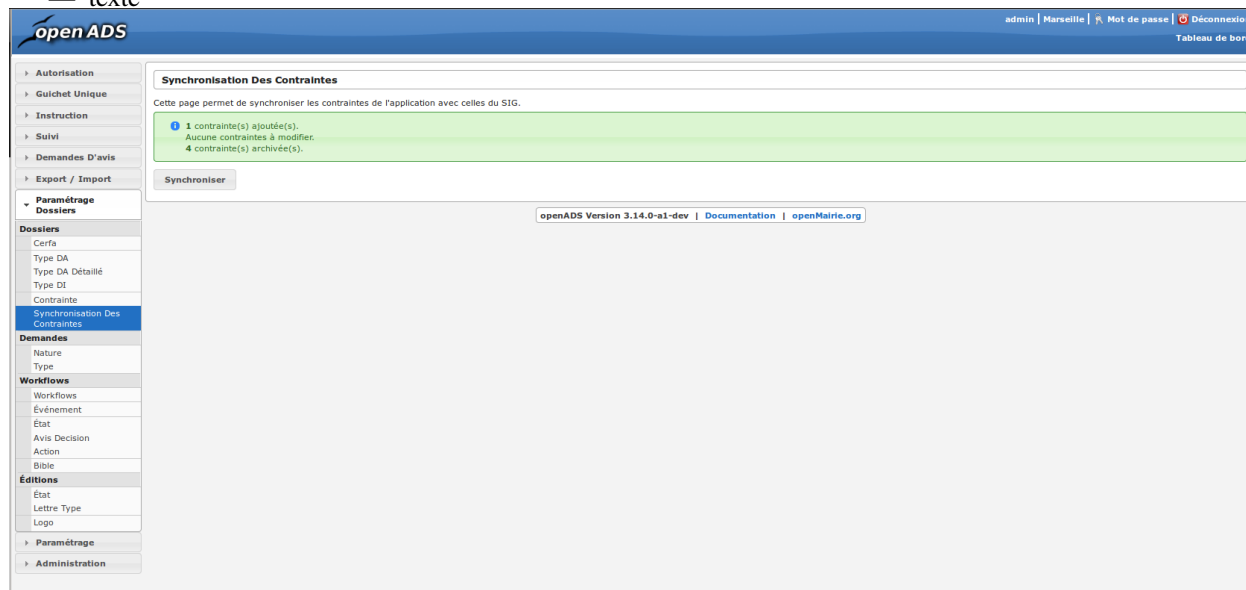 — texte
openADS
admin | Marseille | Mot de passe | Déconnexio
Tableau de bor
Autorisation
Guichet Unique
Instruction
Suivi
Demandes D'avis
Export / Import
Paramétrage
Dossiers
Dossiers
Cerfa
Type DA
Type DA Détaillé
Type DI
Contrainte
Synchronisation Des
Contraintes
Demandes
Nature
Type
Workflows
Workflows
Événement
État
Avis Decision
Action
Bible
Éditions
État
Lettre Type
Logo
Paramétrage
Administration
Synchronisation Des Contraintes
Cette page permet de synchroniser les contraintes de l'application avec celles du SIG.
1 contrainte(s) ajoutée(s).
Aucune contraintes à modifier.
4 contrainte(s) archivée(s).
Synchroniser
openADS Version 3.14.0-a1-dev | Documentation | openMairie.org